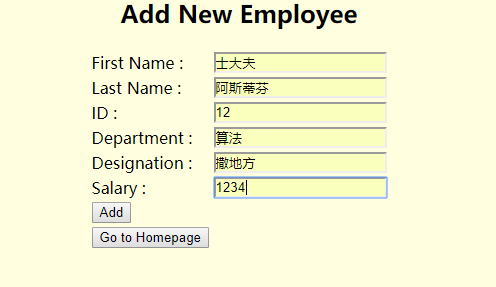 Add New Employee
First Name : 士大夫
Last Name : 阿斯蒂芬
ID : 12
Department : 算法
Designation : 撒地方
Salary : 1234
Add
Go to Homepage